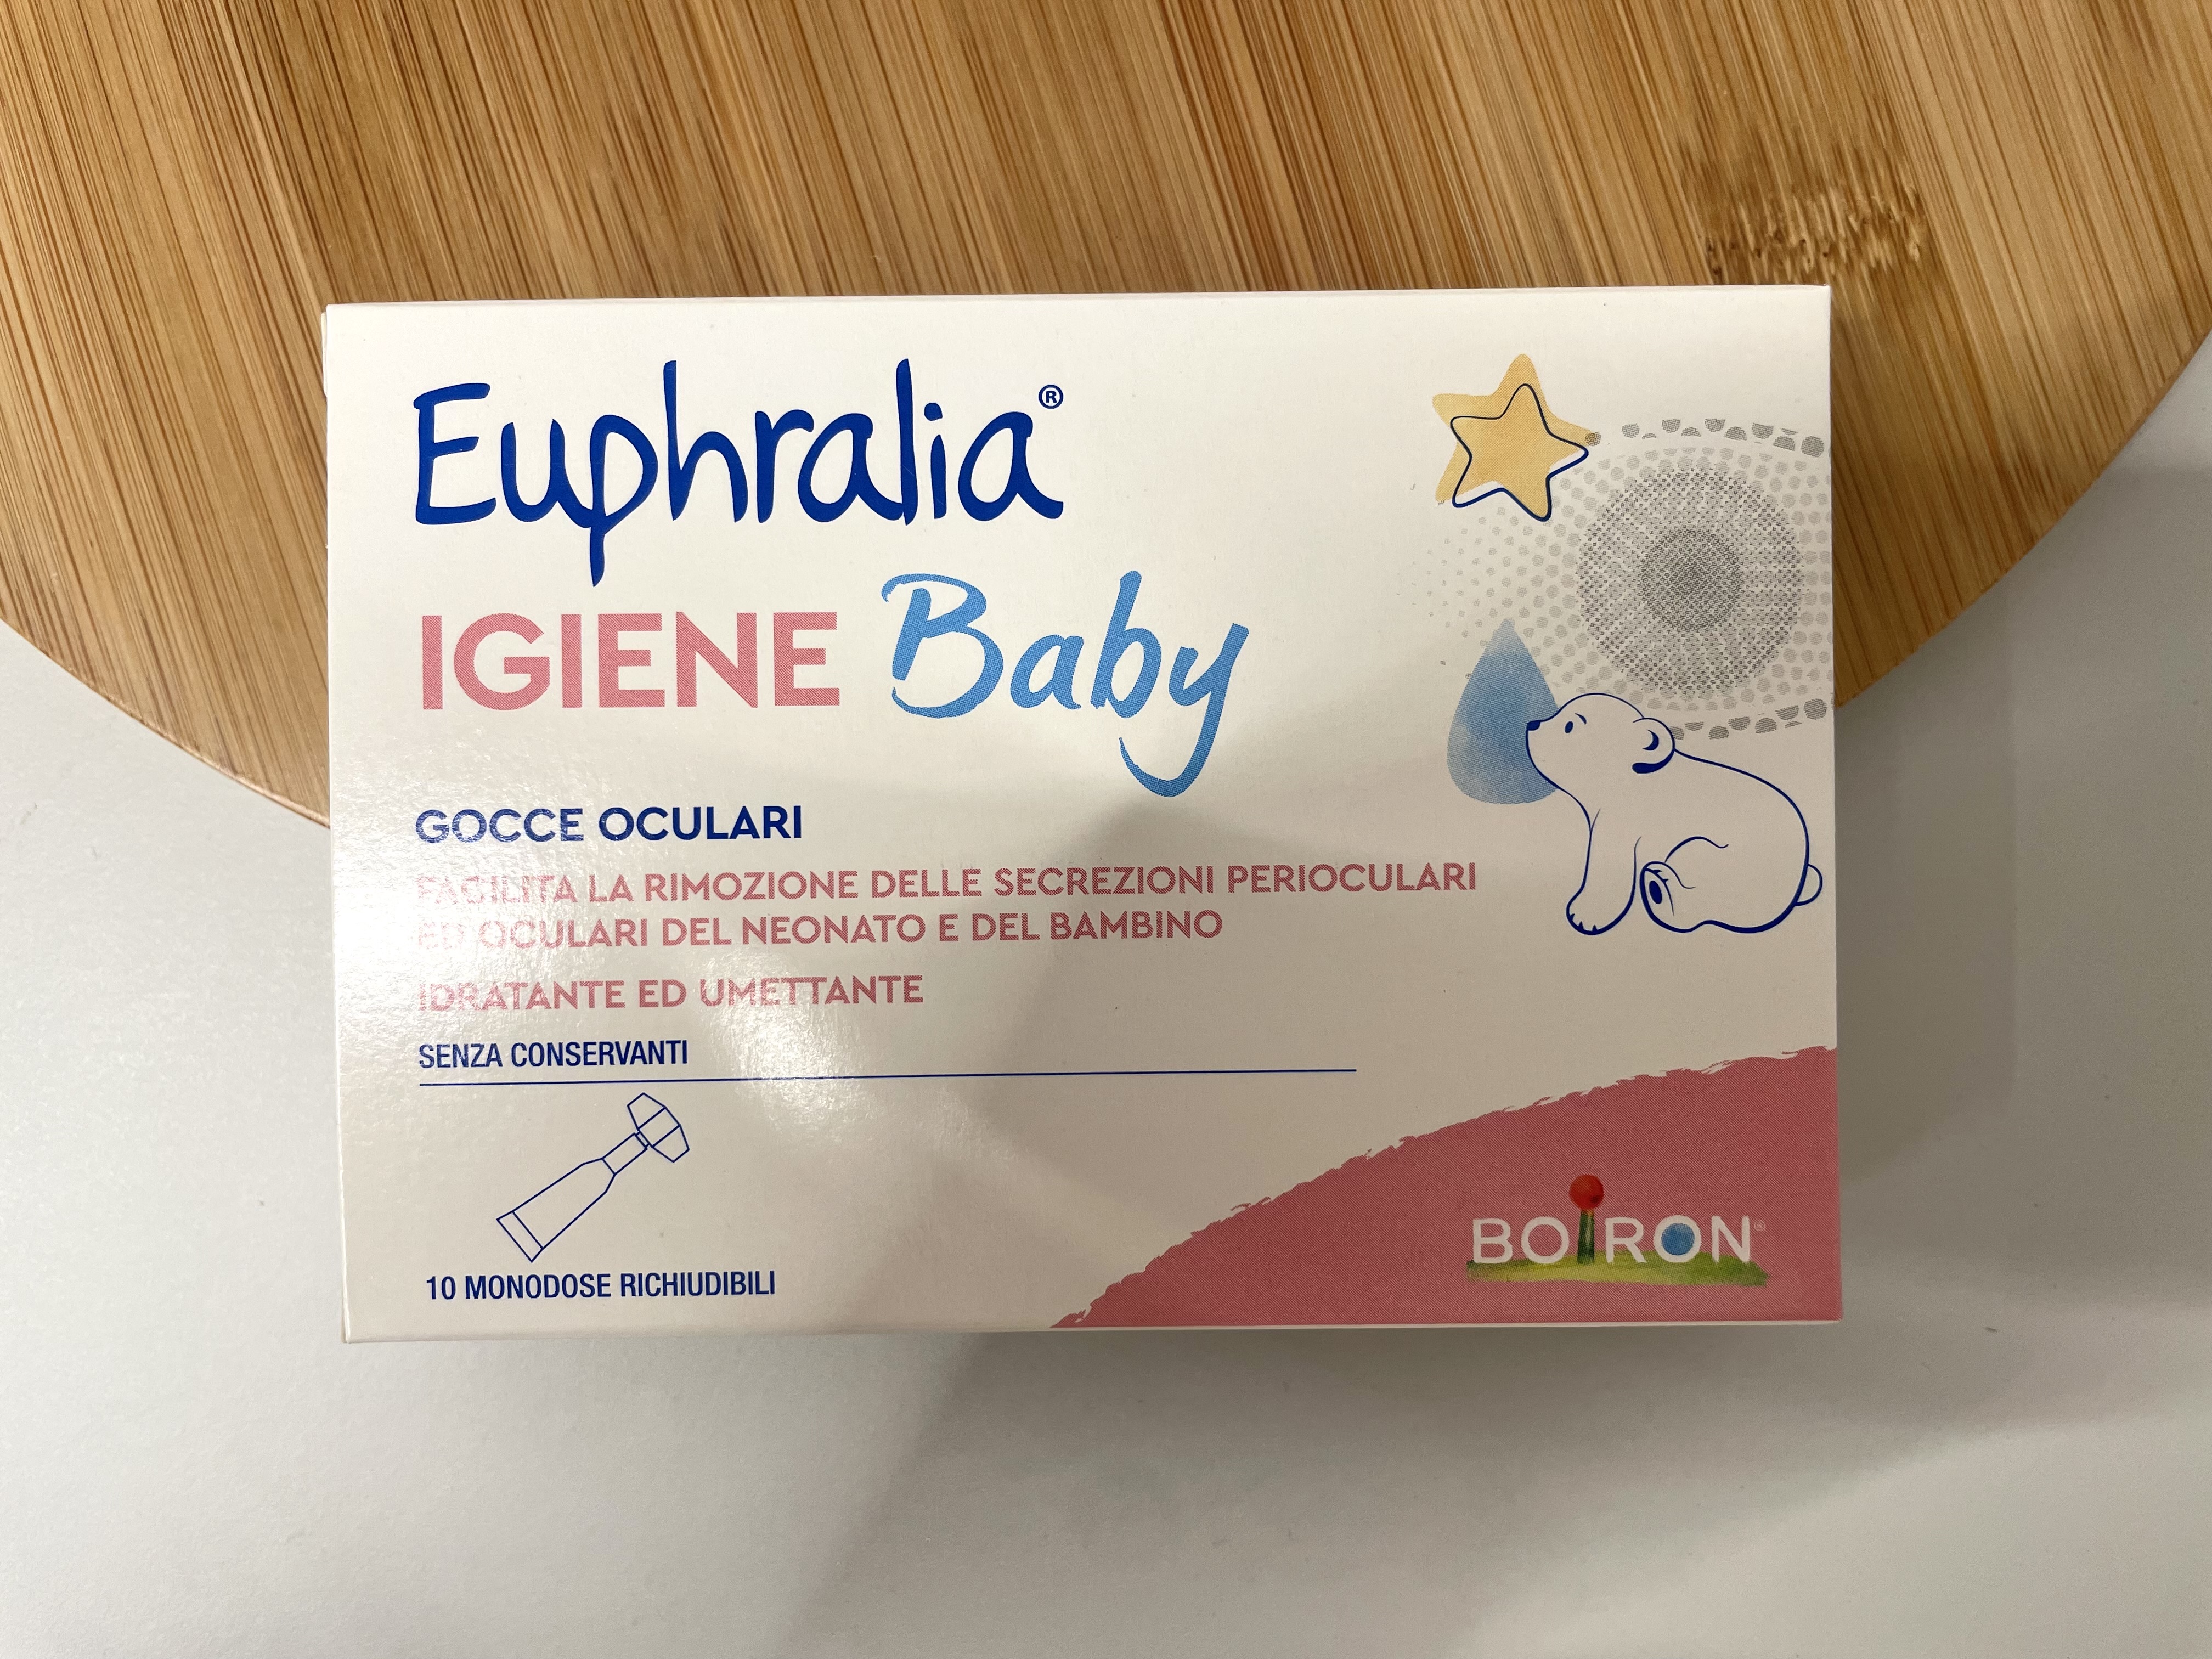 Euphralia®
IGIENE Baby
GOCCE OCULARI
FACILITA LA RIMOZIONE DELLE SECREZIONI PERIOCULARI
ED OCULARI DEL NEONATO E DEL BAMBINO
IDRATANTE ED UMETTANTE
SENZA CONSERVANTI
10 MONODOSE RICHIUDIBILI
BOIRON®